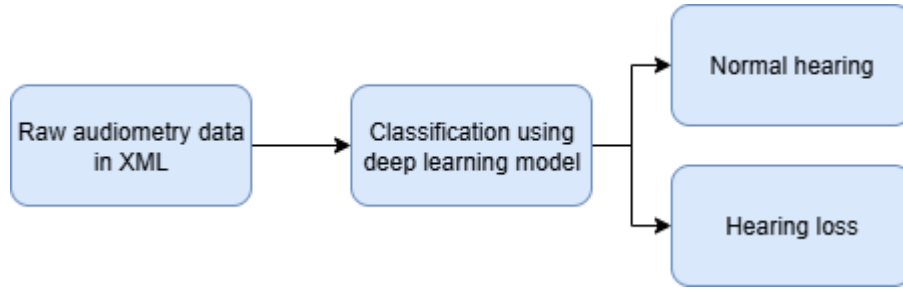 Raw audiometry data
in XML
Classification using
deep learning model
Normal hearing
Hearing loss